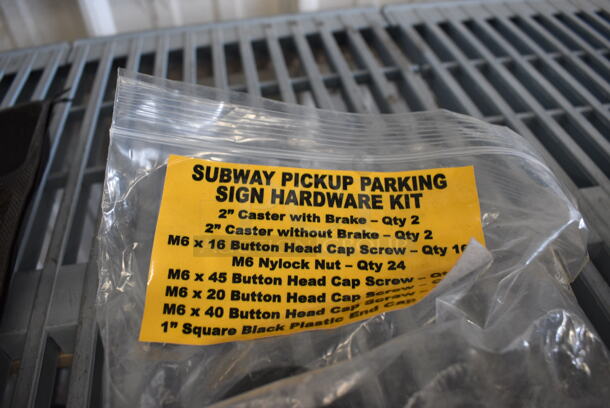 SUBWAY PICKUP PARKING
SIGN HARDWARE KIT
2" Caster with Brake – Qty 2
2" Caster without Brake – Qty 2
M6 x 16 Button Head Cap Screw – Qty 16
M6 Nylock Nut – Qty 24
M6 x 45 Button Head Cap Screw –
M6 x 20 Button Head Cap Screw –
M6 x 40 Button Head Cap Screw
1" Square Black Plastic End Cap